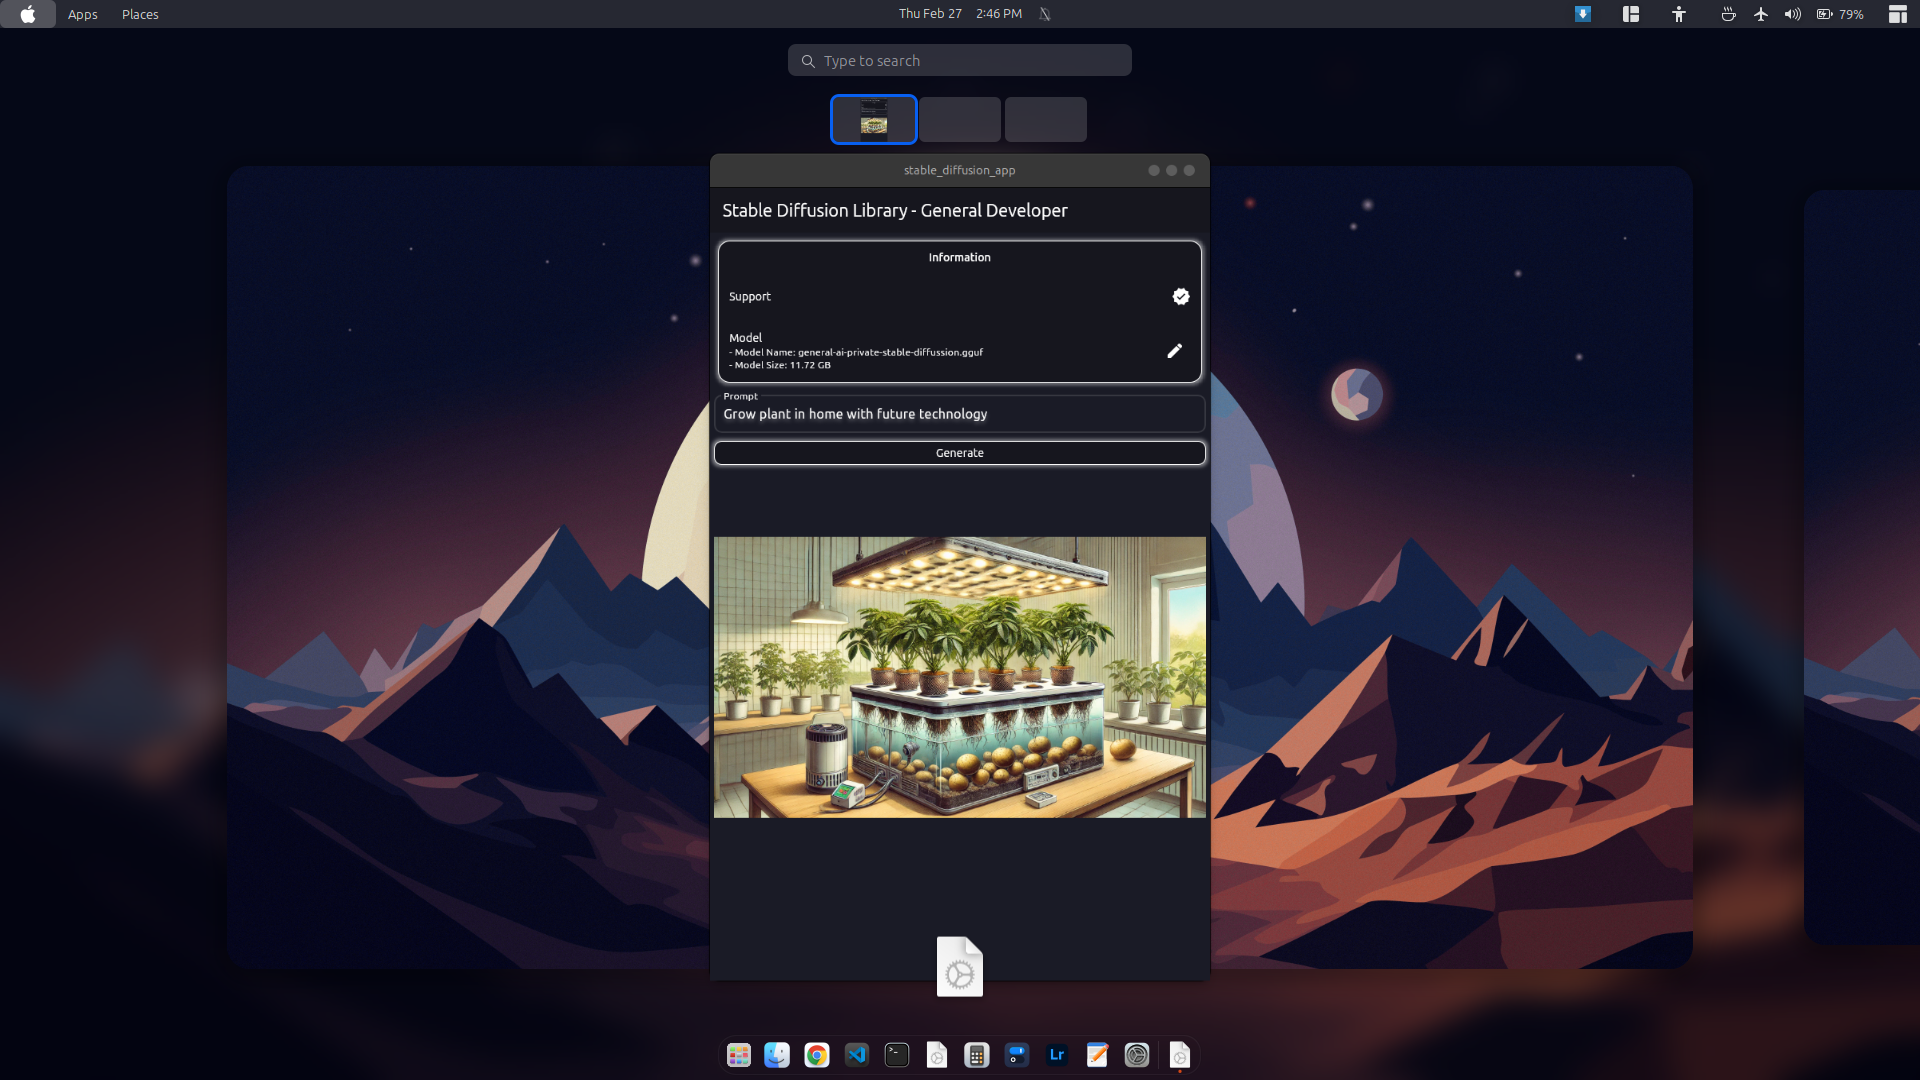 Apps
Places
Thu Feb 27
2:46 PM
79%
Type to search
stable_diffusion_app
Stable Diffusion Library - General Developer
Information
Support
Model
- Model Name: general-ai-private-stable-diffussion.gguf
- Model Size: 11.72 GB
Prompt
Grow plant in home with future technology
Generate
Lr